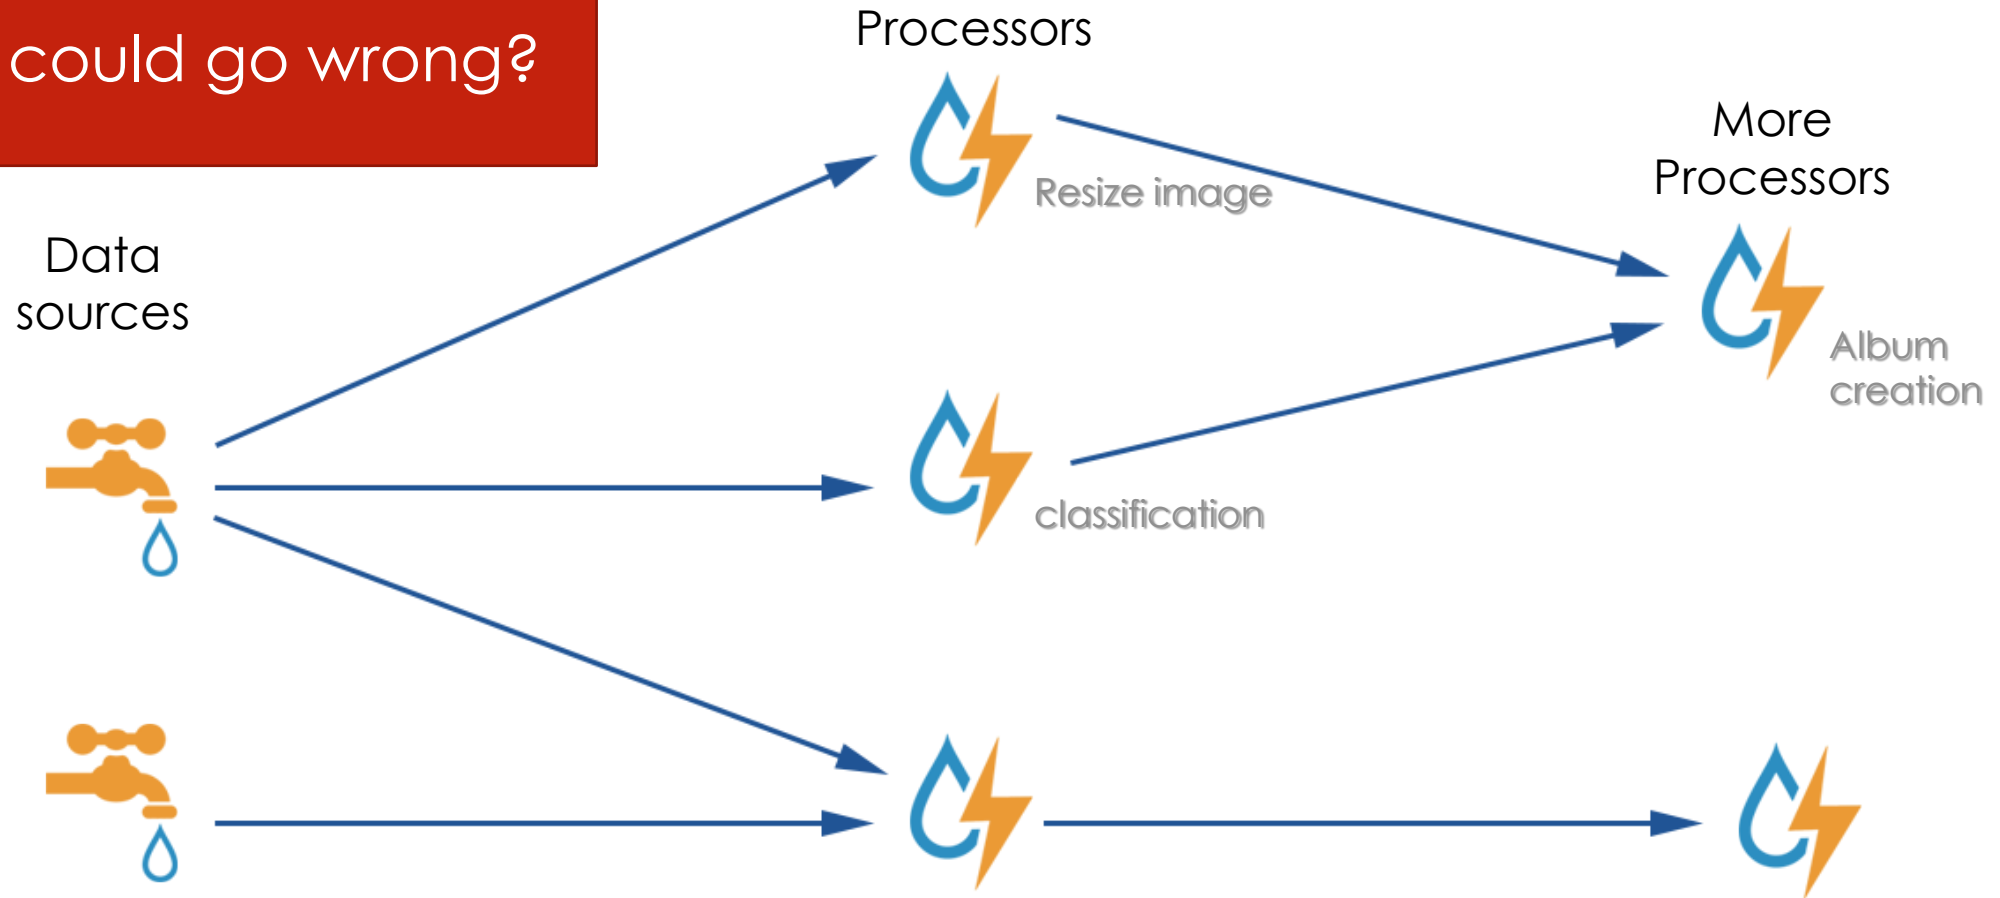 could go wrong?
Processors
More
Processors
Resize image
Data
sources
Album
creation
classification